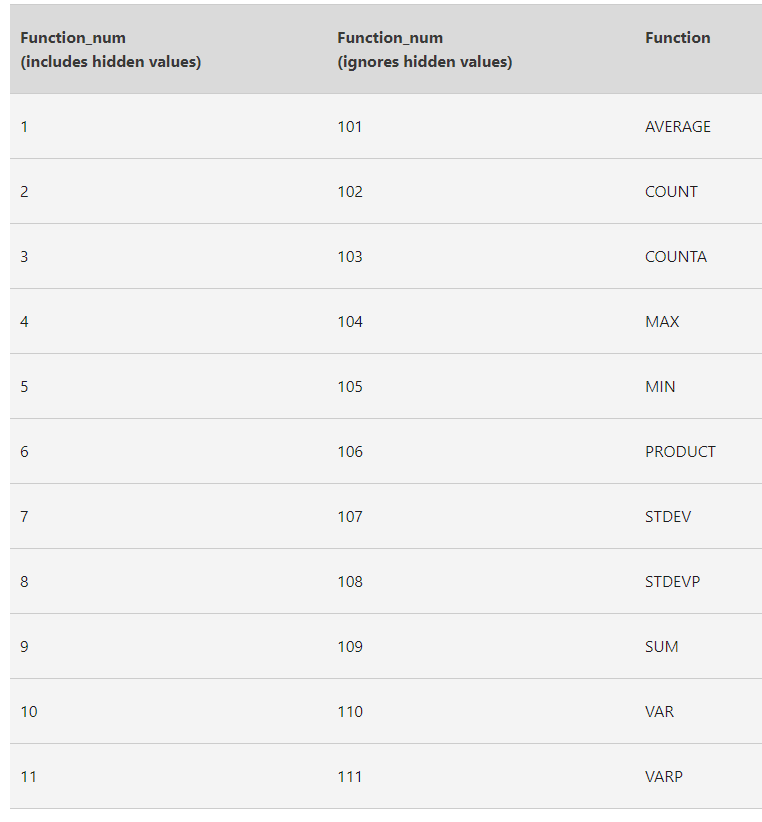 Function_num Function_num Function
(includes hidden values) (ignores hidden values)
1 101 AVERAGE
2 102 COUNT
3 103 COUNTA
4 104 MAX
5 105 MIN
6 106 PRODUCT
7 107 STDEV
8 108 STDEVP
9 109 SUM
10 110 VAR
11 111 VARP